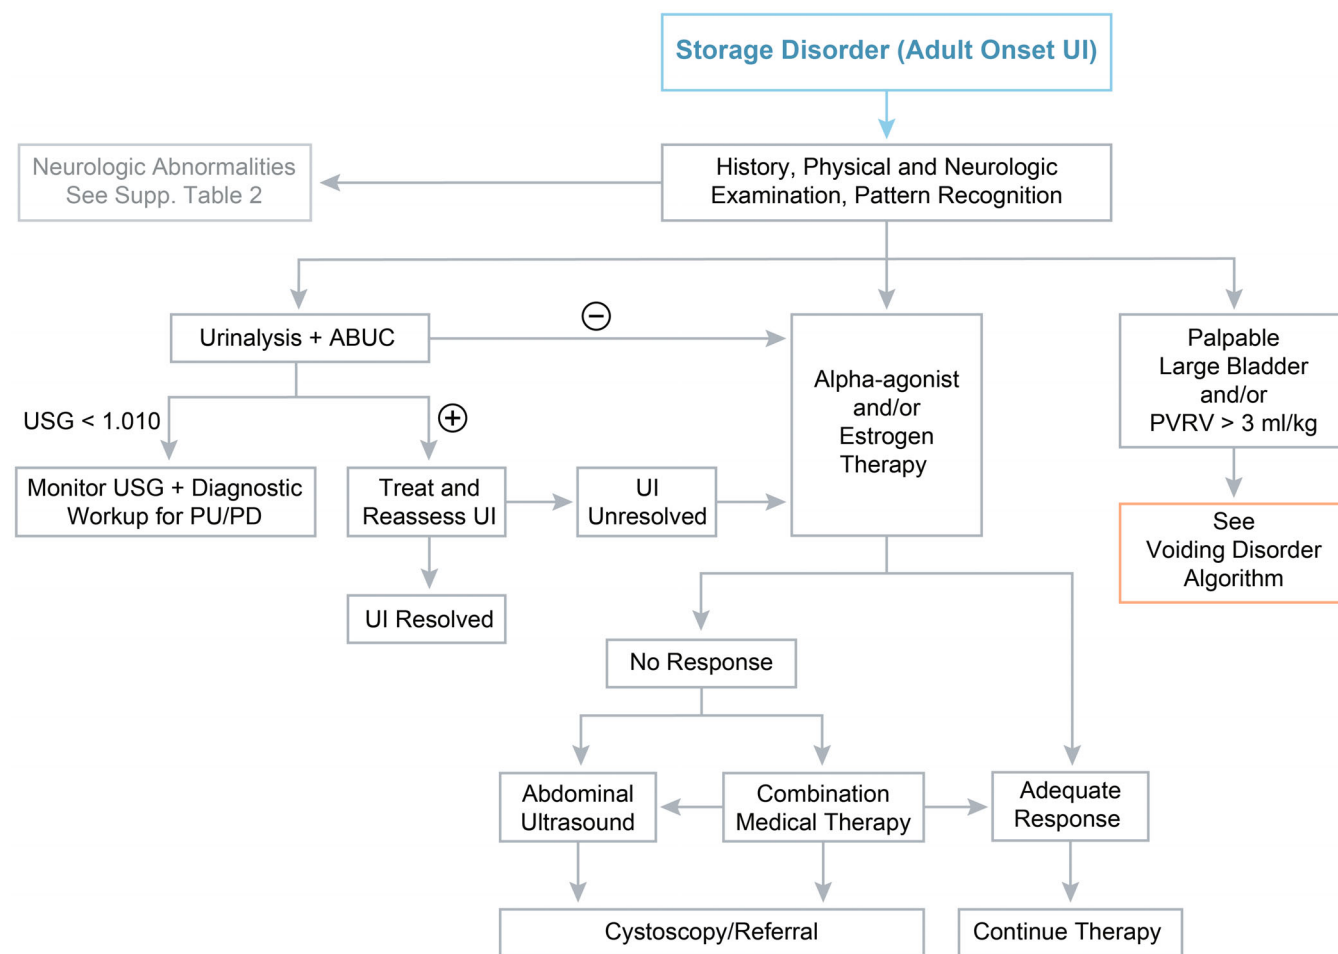 Storage Disorder (Adult Onset UI)
Neurologic Abnormalities
See Supp. Table 2
History, Physical and Neurologic
Examination, Pattern Recognition
Urinalysis + ABUC
−
Alpha-agonist
and/or
Estrogen
Therapy
Palpable
Large Bladder
and/or
PVRV > 3 ml/kg
USG < 1.010
+
Monitor USG + Diagnostic
Workup for PU/PD
Treat and
Reassess UI
UI
Unresolved
See
Voiding Disorder
Algorithm
UI Resolved
No Response
Abdominal
Ultrasound
Combination
Medical Therapy
Adequate
Response
Cystoscopy/Referral
Continue Therapy